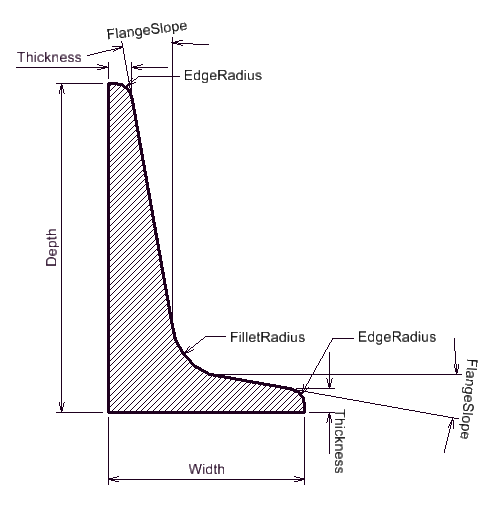 FlangeSlope
Thickness
EdgeRadius
Depth
FilletRadius
EdgeRadius
FlangeSlope
Thickness
Width